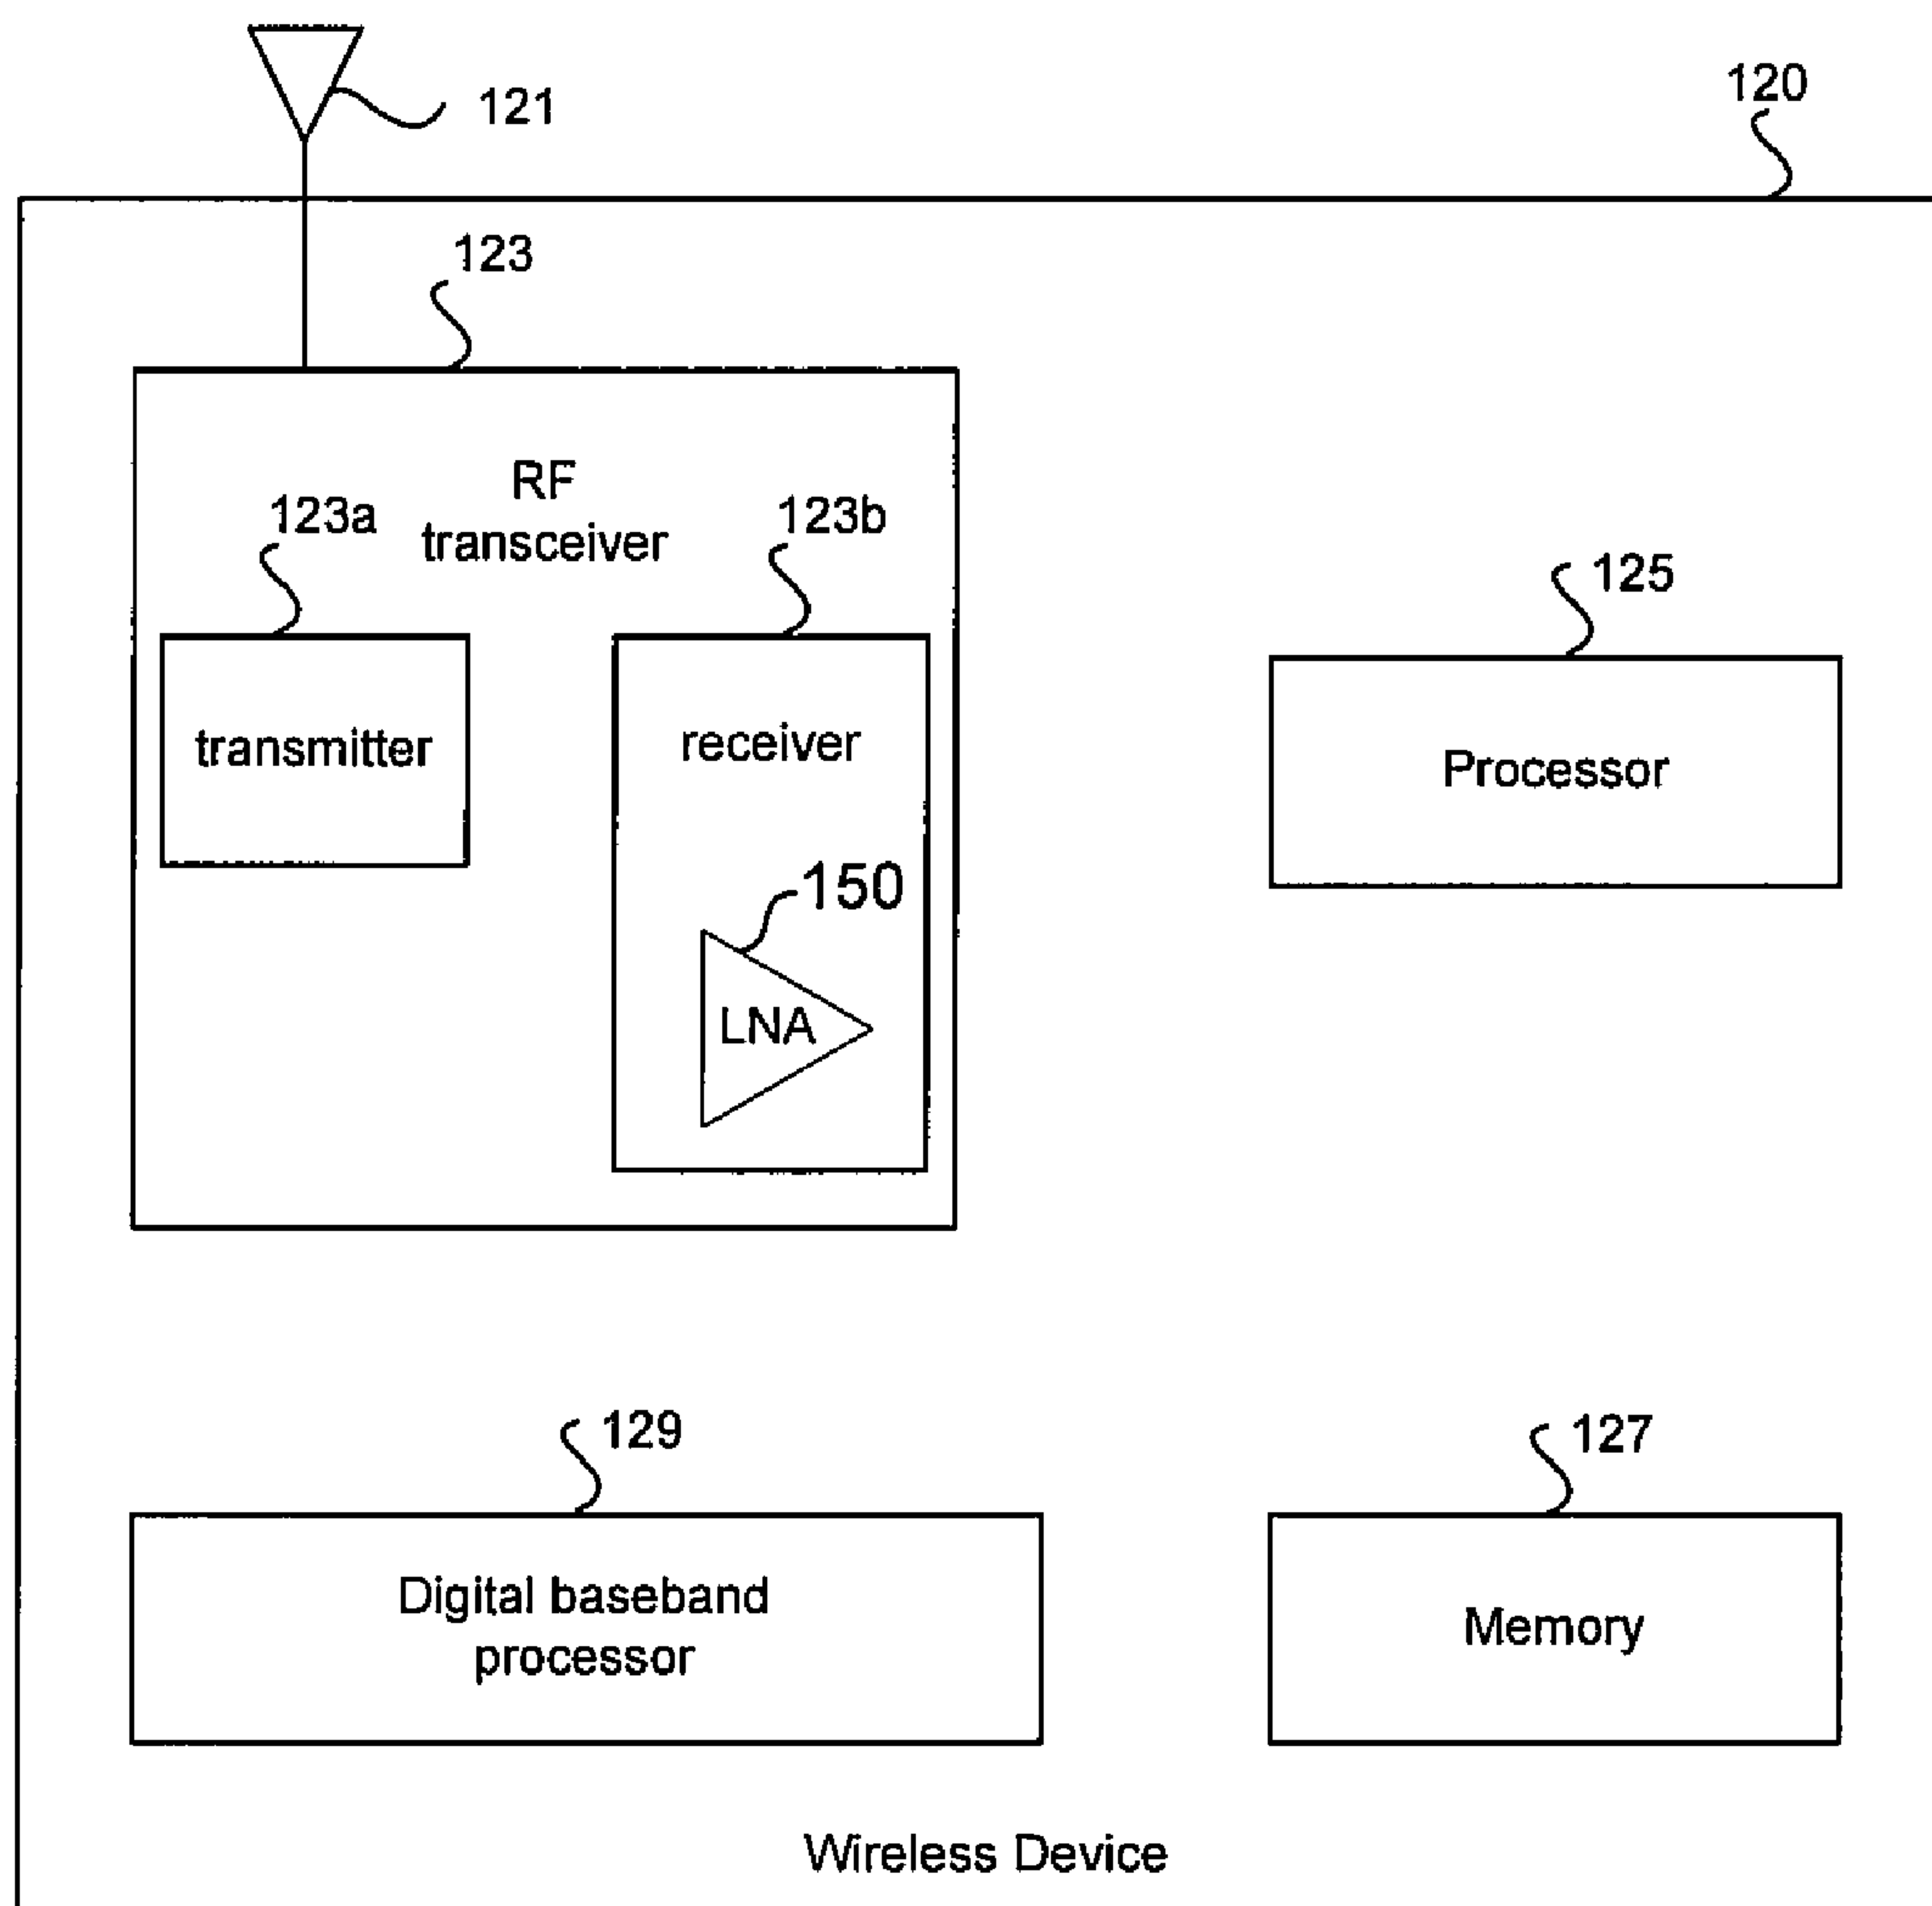 121
120
123
RF
transceiver
123a
123b
125
transmitter
receiver
Processor
150
LNA
129
127
Digital baseband
processor
Memory
Wireless Device